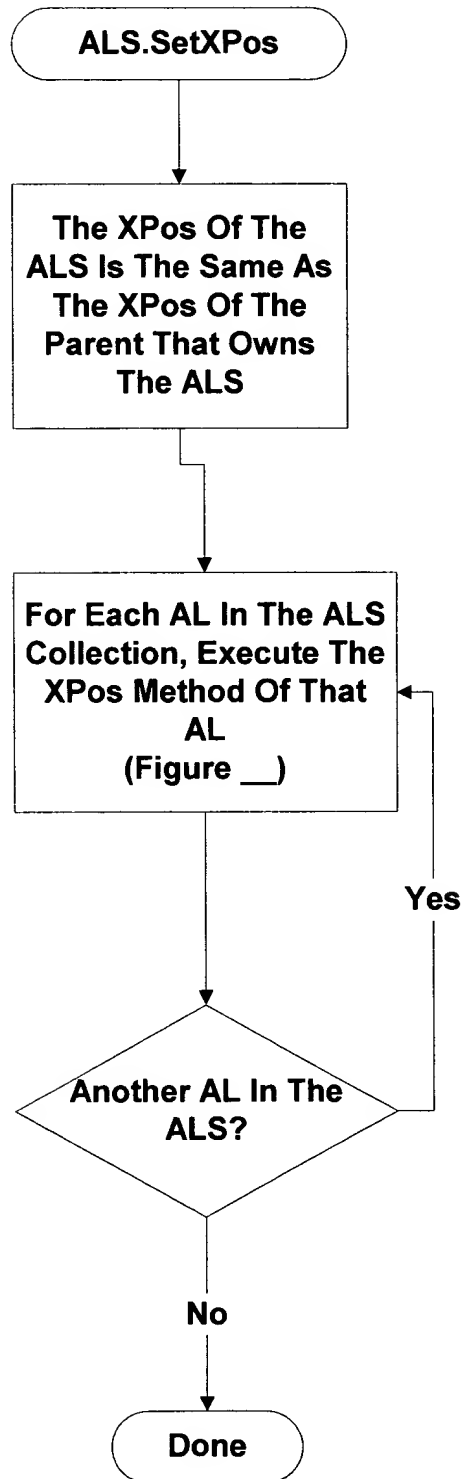 ALS.SetXPos
The XPos Of The
ALS Is The Same As
The XPos Of The
Parent That Owns
The ALS
For Each AL In The ALS
Collection, Execute The
XPos Method Of That
AL
(Figure __)
Yes
Another AL In The
ALS?
No
Done